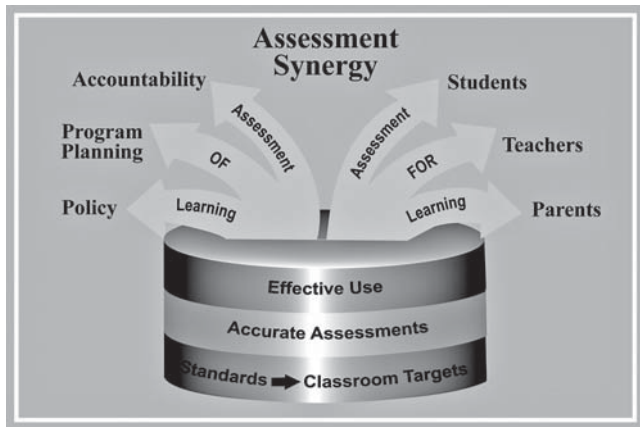 Assessment
Synergy
Accountability
Students
Program
Planning
Teachers
Policy
Parents
Assessment
OF
Learning
Assessment
FOR
Learning
Effective Use
Accurate Assessments
Standards ➡ Classroom Targets